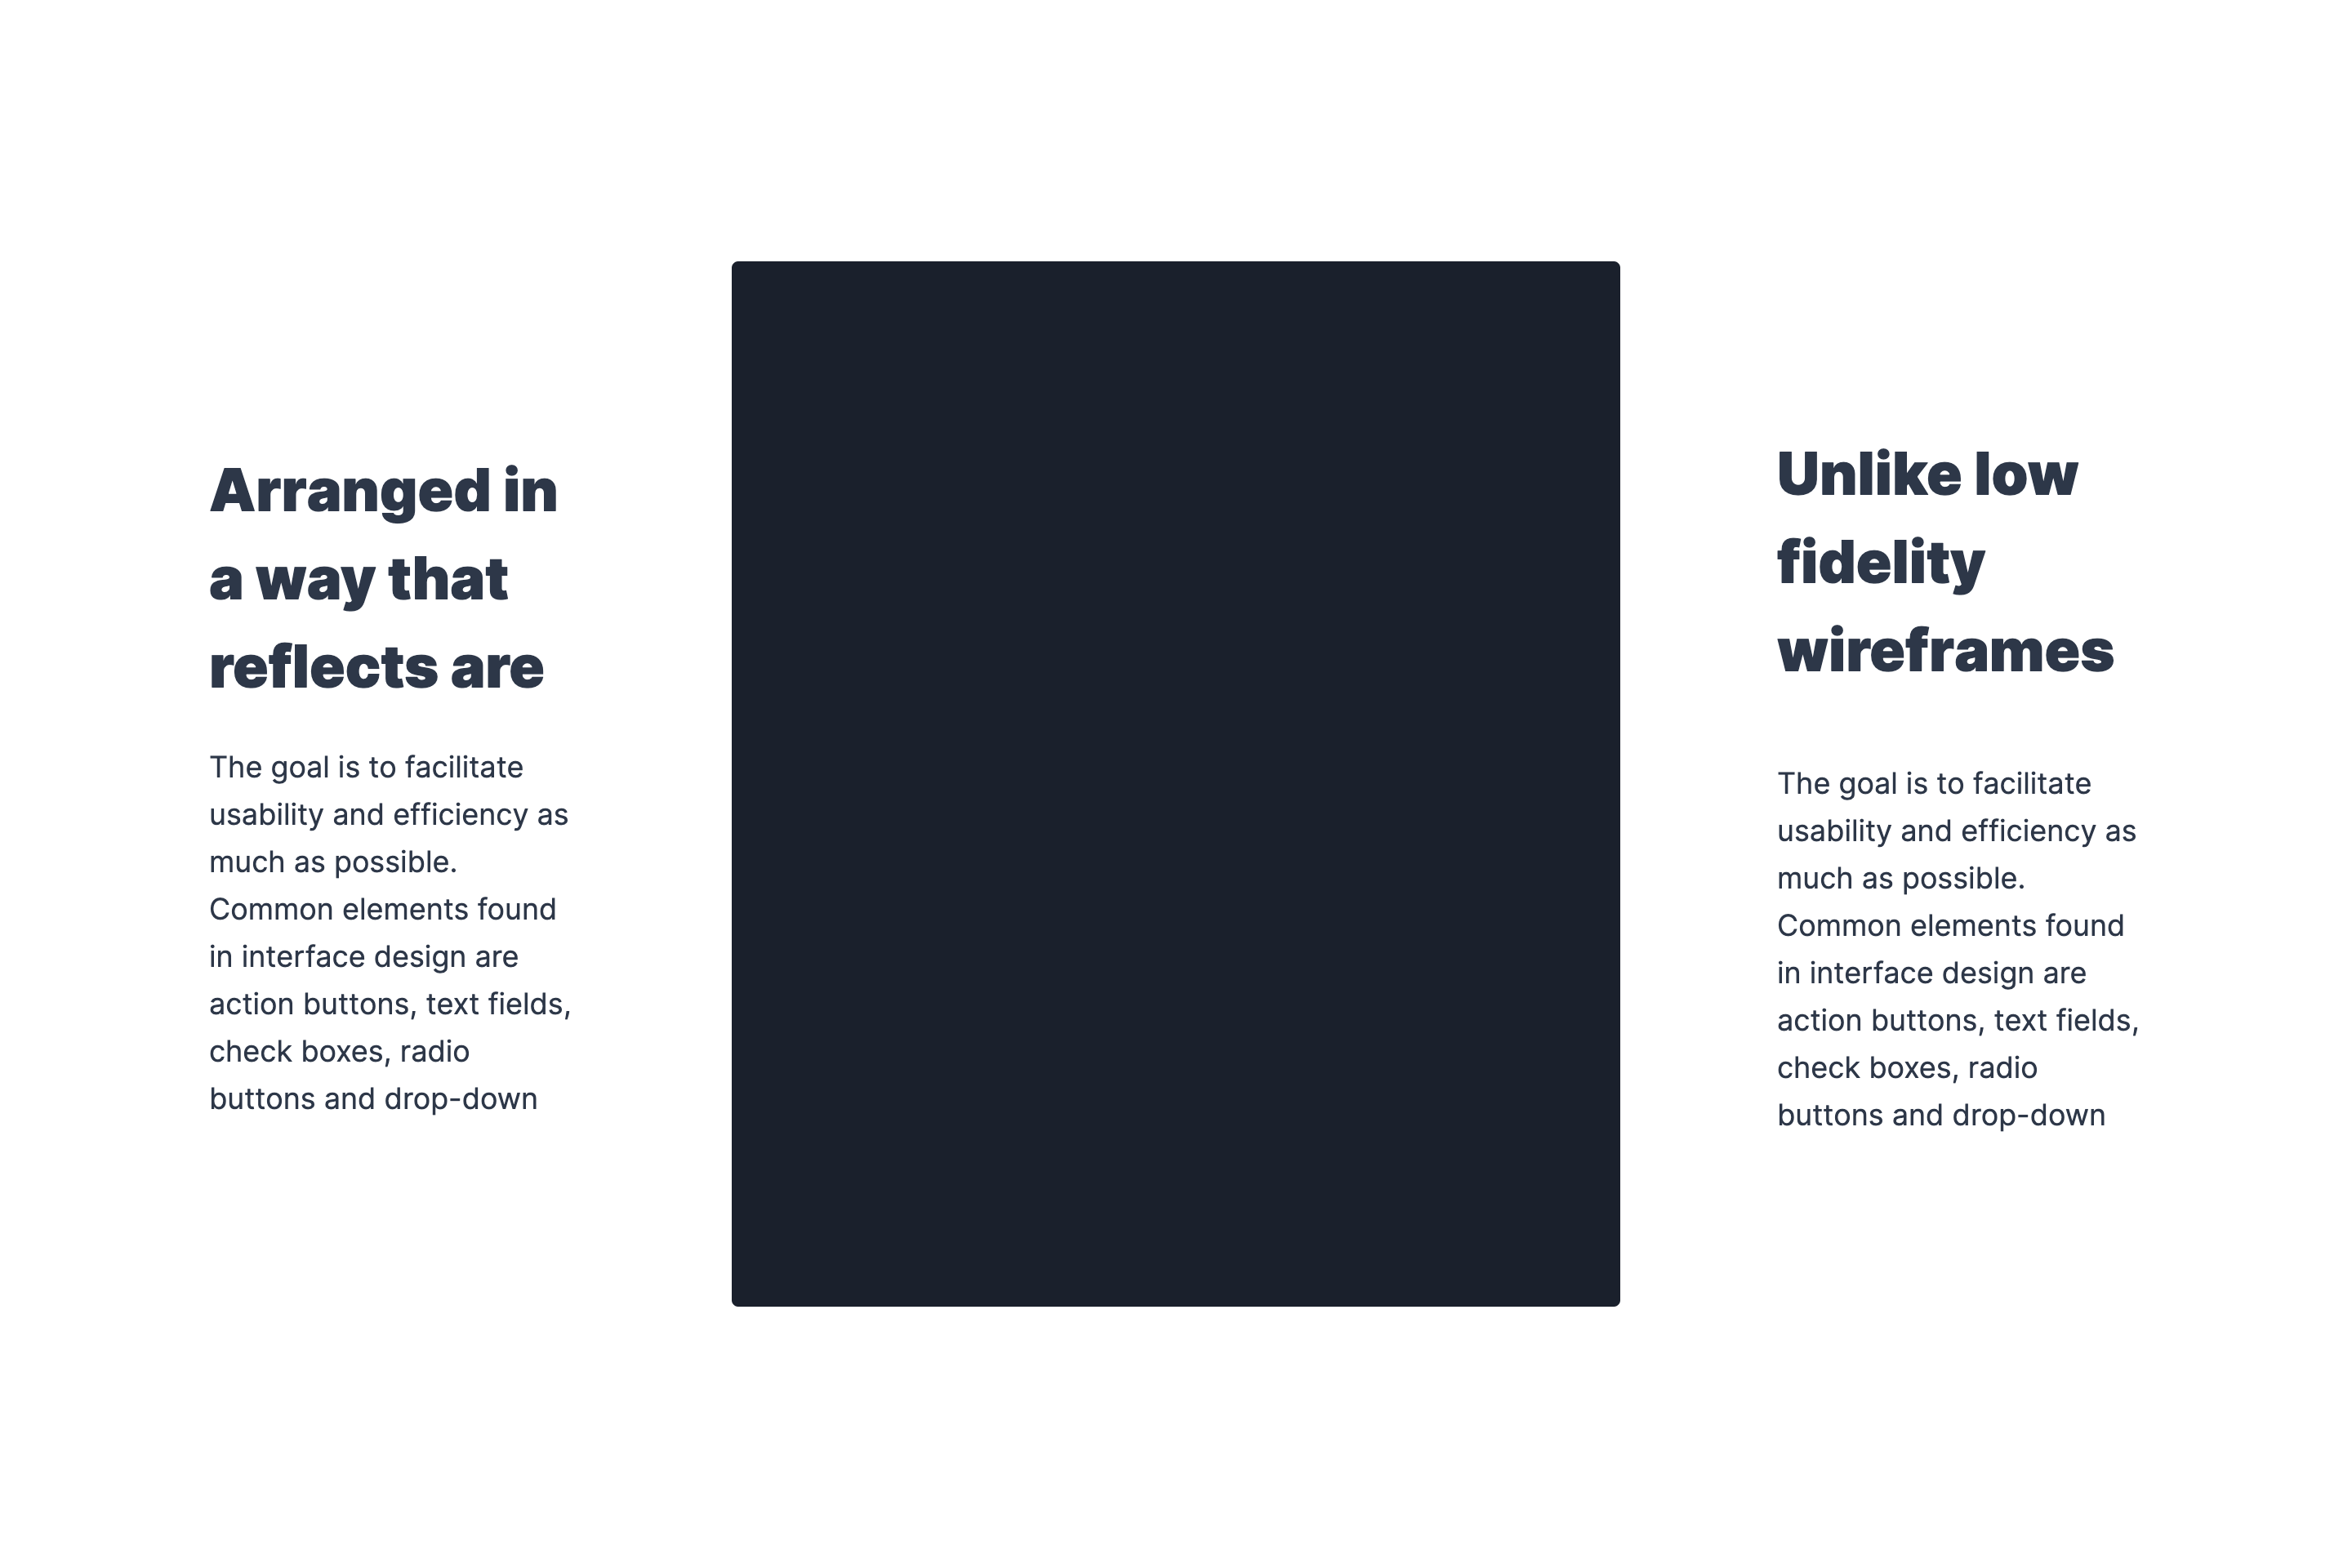 Arranged in
a way that
reflects are
The goal is to facilitate
usability and efficiency as
much as possible.
Common elements found
in interface design are
action buttons, text fields,
check boxes, radio
buttons and drop-down
Unlike low
fidelity
wireframes
The goal is to facilitate
usability and efficiency as
much as possible.
Common elements found
in interface design are
action buttons, text fields,
check boxes, radio
buttons and drop-down